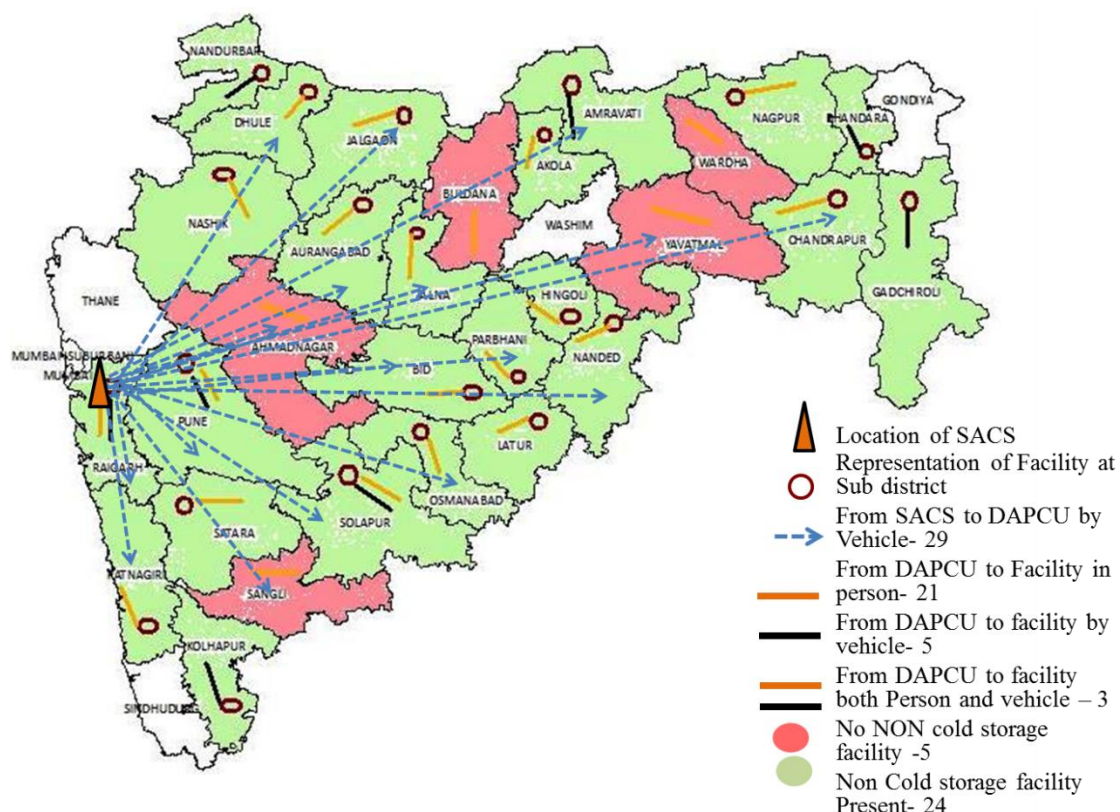 NANDURBAR
DHULE
JALGAON
AMRAVATI
NAGPUR
GONDIYA
BHANDARA
AKOLA
WARDHA
BULDANA
NASHIK
WASHIM
YAVATMAL
CHANDRAPUR
AURANGABAD
JALNA
GADCHIROLI
THANE
HINGOLI
AHMADNAGAR
PARBHANI
NANDED
MUMBAI (SUBURBAN)
BID
PUNE
LATUR
RAIGARH
OSMANABAD
SOLAPUR
SATARA
RATNAGIRI
SANGLI
KOLHAPUR
SINDHUDURG
Location of SACS
Representation of Facility at
Sub district
From SACS to DAPCU by
Vehicle- 29
From DAPCU to Facility in
person- 21
From DAPCU to facility by
vehicle- 5
From DAPCU to facility
both Person and vehicle – 3
No NON cold storage
facility -5
Non Cold storage facility
Present- 24